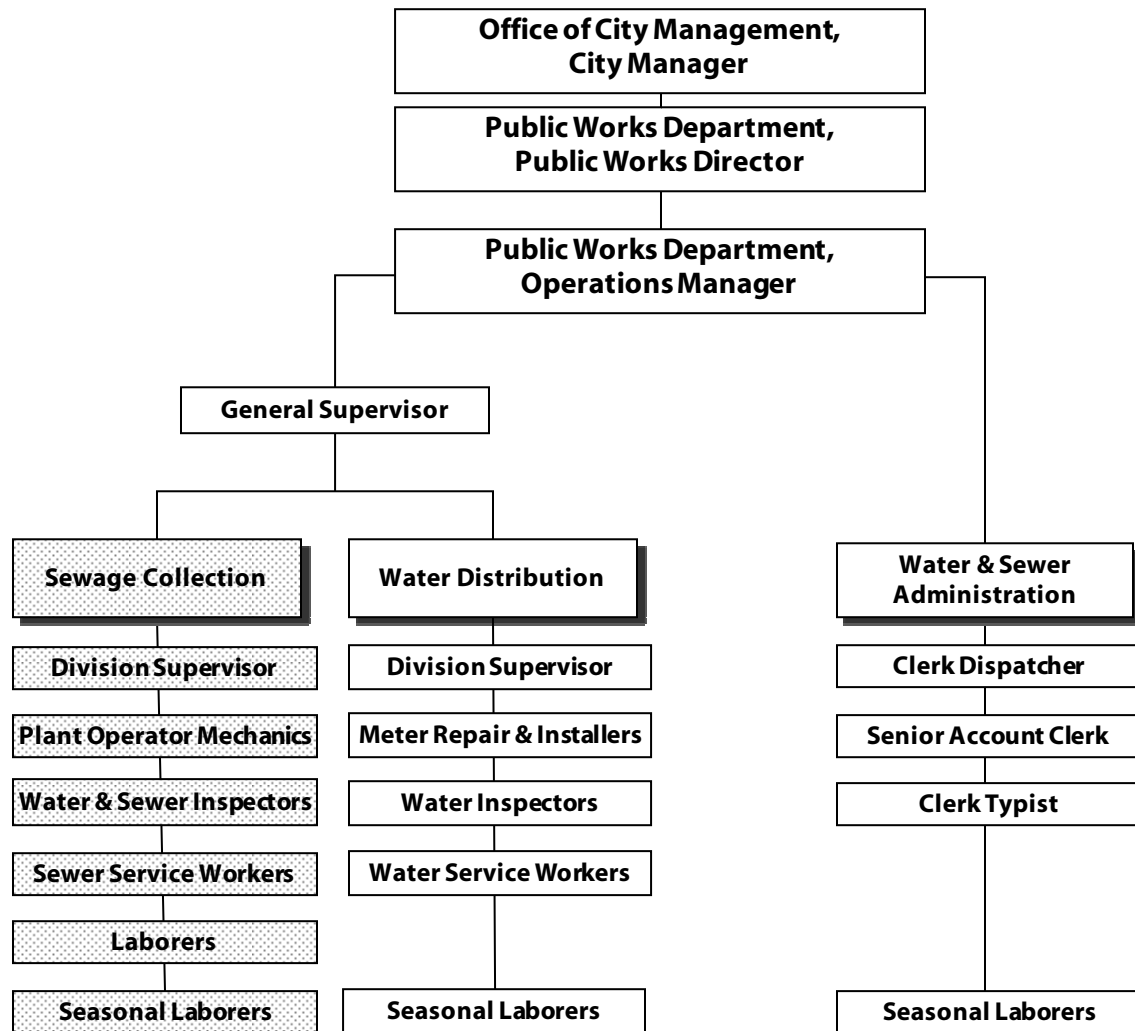 Office of City Management,
City Manager
Public Works Department,
Public Works Director
Public Works Department,
Operations Manager
General Supervisor
Sewage Collection
Division Supervisor
Plant Operator Mechanics
Water & Sewer Inspectors
Sewer Service Workers
Laborers
Seasonal Laborers
Water Distribution
Division Supervisor
Meter Repair & Installers
Water Inspectors
Water Service Workers
Seasonal Laborers
Water & Sewer
Administration
Clerk Dispatcher
Senior Account Clerk
Clerk Typist
Seasonal Laborers